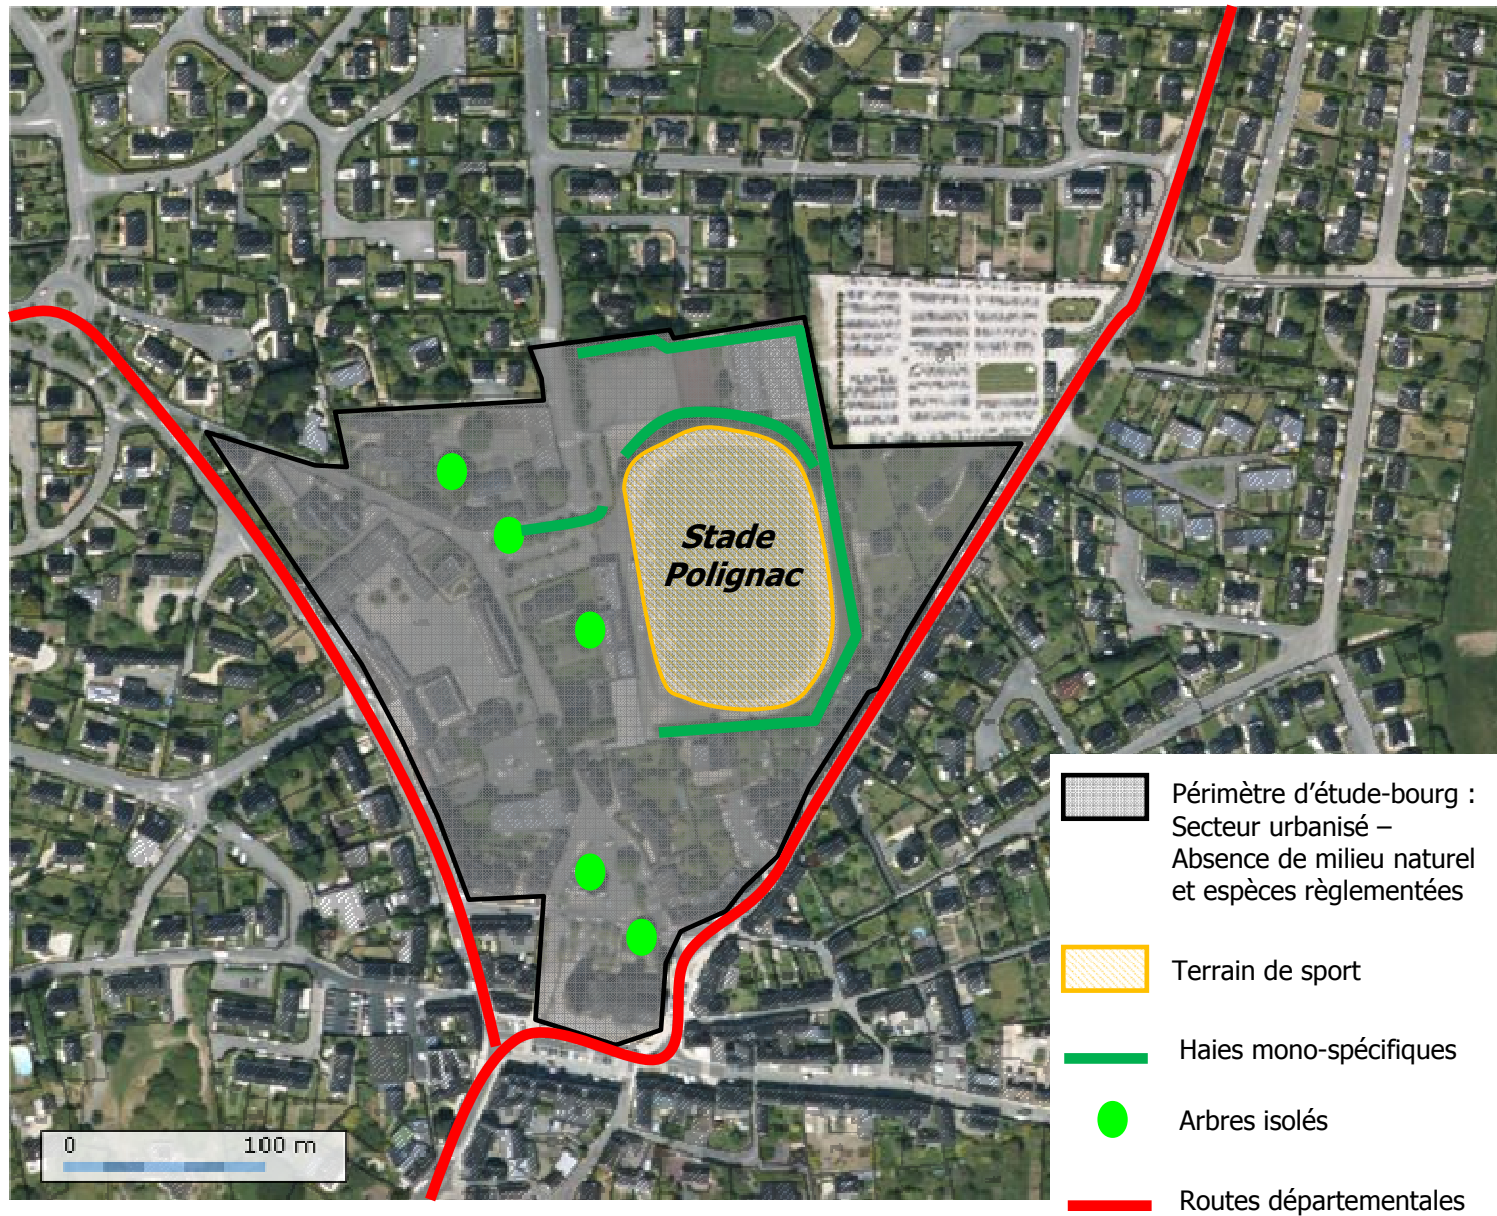 Stade
Polignac
Périmètre d'étude-bourg :
Secteur urbanisé –
Absence de milieu naturel
et espèces règlementées
Terrain de sport
Haies mono-spécifiques
Arbres isolés
Routes départementales
0 100 m